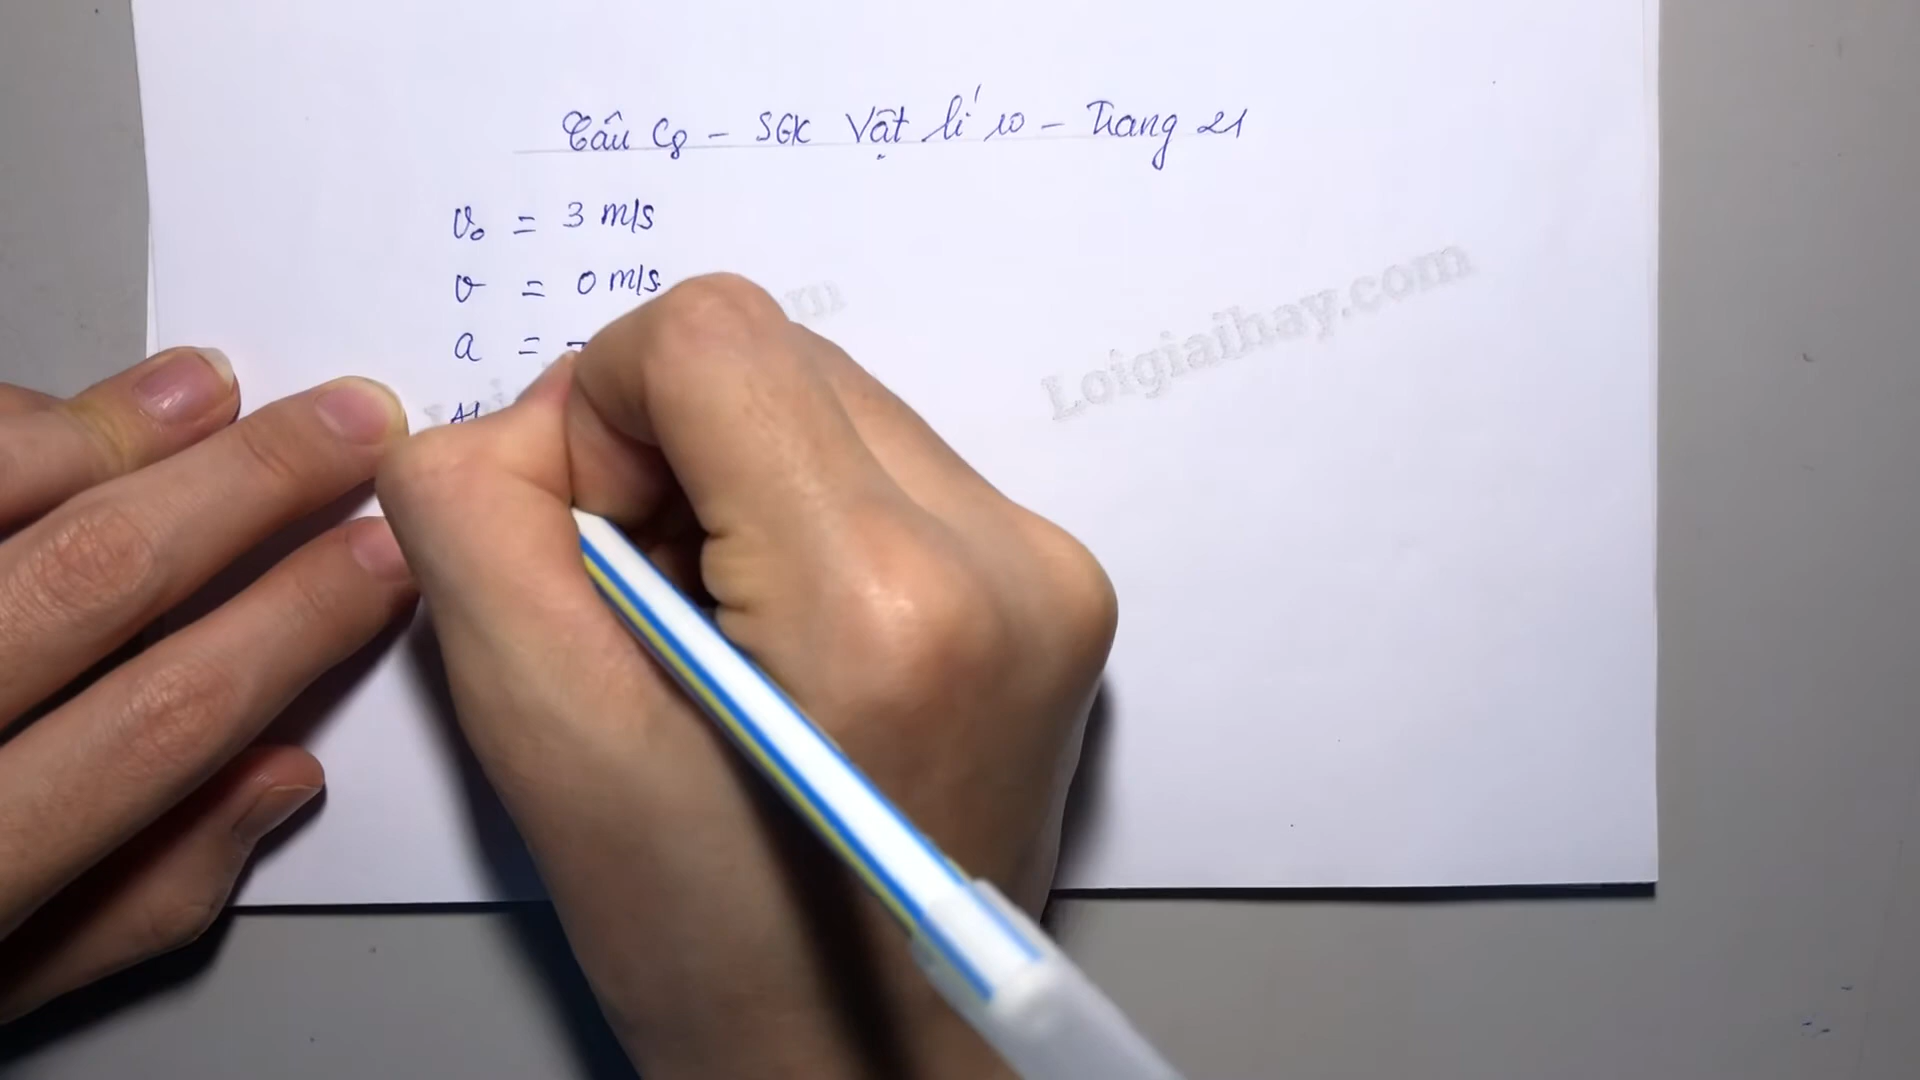 Câu C8 - SGK Vật lí 10 - Trang 21
v₀ = 3 m/s
v = 0 m/s
a = -
Loigiaihay.com